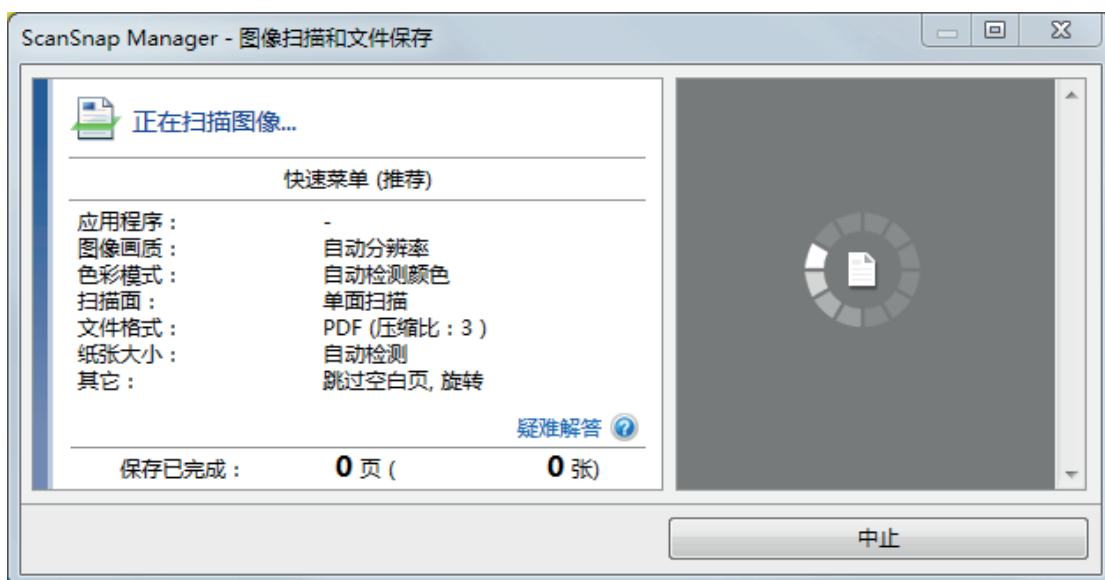 ScanSnap Manager - 图像扫描和文件保存
正在扫描图像...
快速菜单 (推荐)
应用程序： -
图像画质： 自动分辨率
色彩模式： 自动检测颜色
扫描面： 单面扫描
文件格式： PDF (压缩比：3 )
纸张大小： 自动检测
其它： 跳过空白页, 旋转
疑难解答
保存已完成： 0 页 ( 0 张)
中止